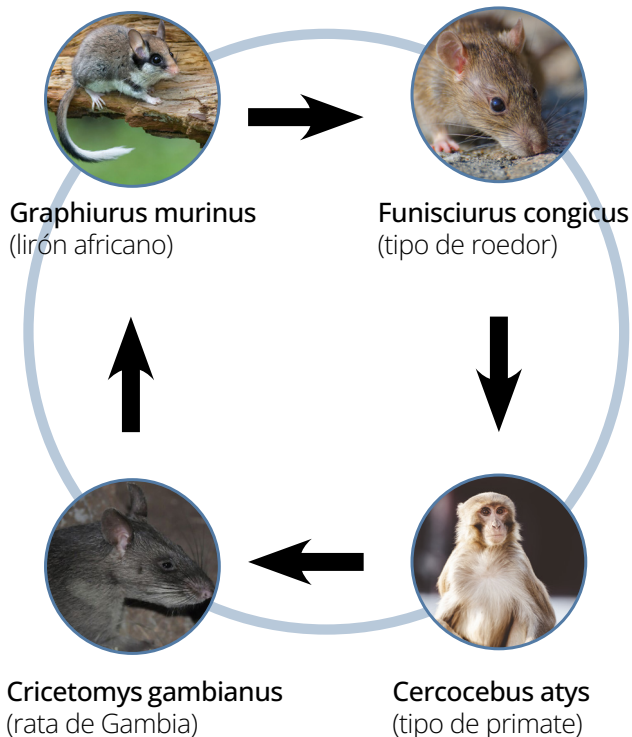 Graphiurus murinus
(lirón africano)
Funisciurus congicus
(tipo de roedor)
Cricetomys gambianus
(rata de Gambia)
Cercocebus atys
(tipo de primate)